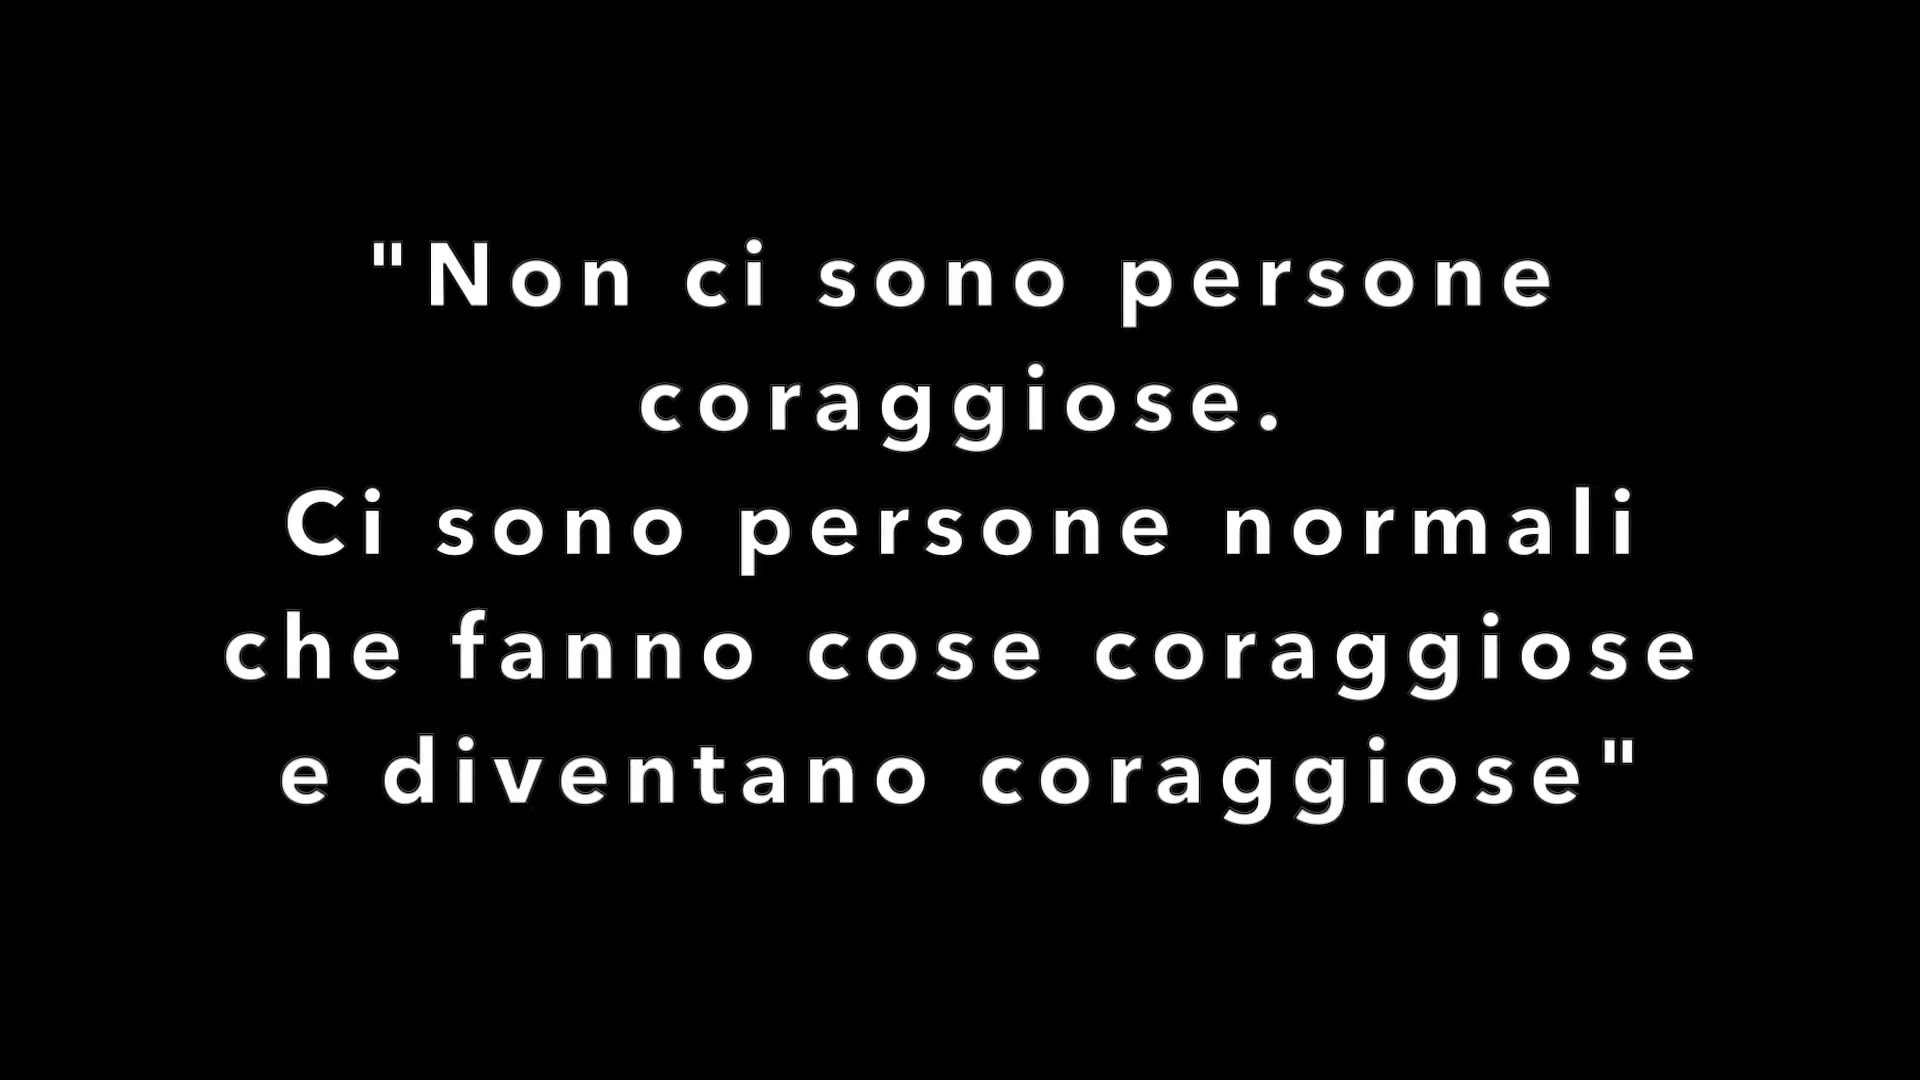 "Non ci sono persone
coraggiose.
Ci sono persone normali
che fanno cose coraggiose
e diventano coraggiose"